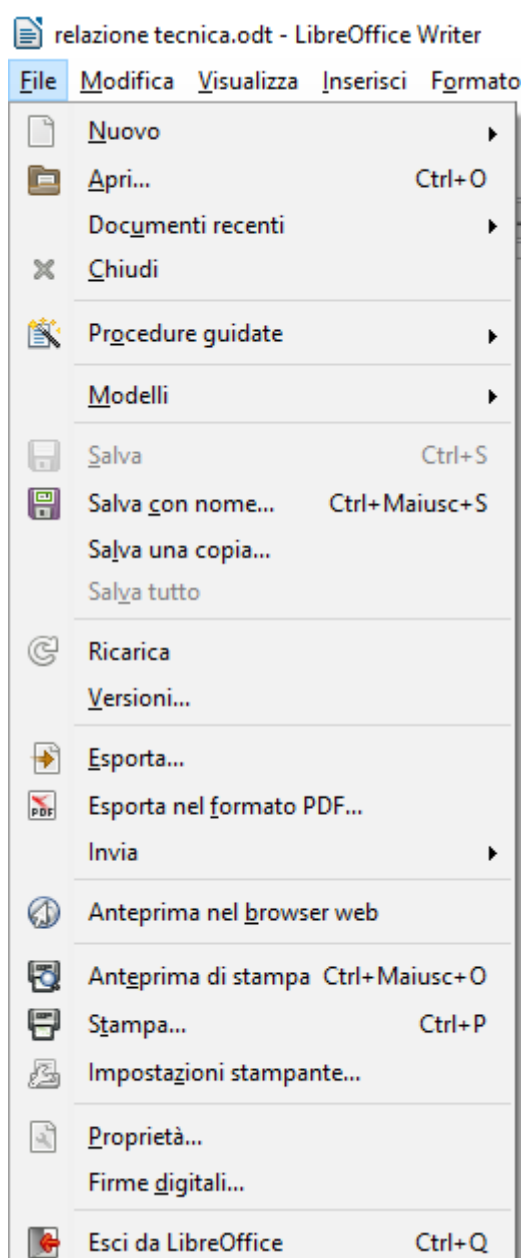 relazione tecnica.odt - LibreOffice Writer
File Modifica Visualizza Inserisci Formato
Nuovo
Apri... Ctrl+O
Documenti recenti
Chiudi
Procedure guidate
Modelli
Salva Ctrl+S
Salva con nome... Ctrl+Maiusc+S
Salva una copia...
Salva tutto
Ricarica
Versioni...
Esporta...
PDF Esporta nel formato PDF...
Invia
Anteprima nel browser web
Anteprima di stampa Ctrl+Maiusc+O
Stampa... Ctrl+P
Impostazioni stampante...
Proprietà...
Firme digitali...
Esci da LibreOffice Ctrl+Q